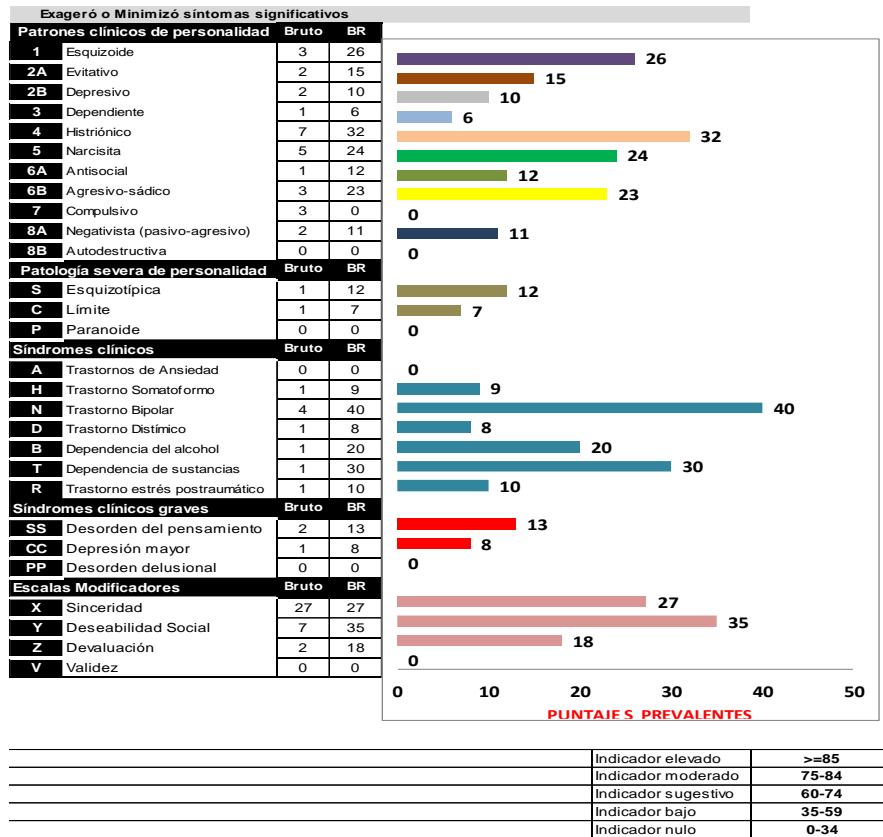 Exageró o Minimizó síntomas significativos
Patrones clínicos de personalidad Bruto BR
1 Esquizoide 3 26 26
2A Evitativo 2 15 15
2B Depresivo 2 10 10
3 Dependiente 1 6 6
4 Histriónico 7 32 32
5 Narcisita 5 24 24
6A Antisocial 1 12 12
6B Agresivo-sádico 3 23 23
7 Compulsivo 3 0 0
8A Negativista (pasivo-agresivo) 2 11 11
8B Autodestructiva 0 0 0
Patología severa de personalidad Bruto BR
S Esquizotípica 1 12 12
C Límite 1 7 7
P Paranoide 0 0 0
Síndromes clínicos Bruto BR
A Trastornos de Ansiedad 0 0 0
H Trastorno Somatoformo 1 9 9
N Trastorno Bipolar 4 40 40
D Trastorno Distímico 1 8 8
B Dependencia del alcohol 1 20 20
T Dependencia de sustancias 1 30 30
R Trastorno estrés postraumático 1 10 10
Síndromes clínicos graves Bruto BR
SS Desorden del pensamiento 2 13 13
CC Depresión mayor 1 8 8
PP Desorden delusional 0 0 0
Escalas Modificadores Bruto BR
X Sinceridad 27 27 27
Y Deseabilidad Social 7 35 35
Z Devaluación 2 18 18
V Validez 0 0 0
0 10 20 30 40 50
PUNTAJES PREVALENTES
Indicador elevado >=85
Indicador moderado 75-84
Indicador sugestivo 60-74
Indicador bajo 35-59
Indicador nulo 0-34